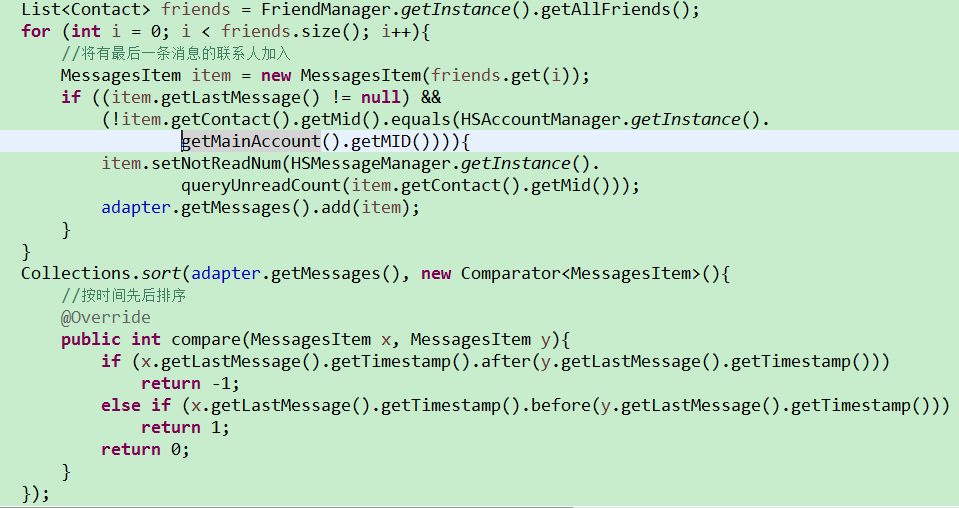 List<Contact> friends = FriendManager.getInstance().getAllFriends();
for (int i = 0; i < friends.size(); i++){
    //将有最后一条消息的联系人加入
    MessagesItem item = new MessagesItem(friends.get(i));
    if ((item.getLastMessage() != null) &&
        (!item.getContact().getMid().equals(HSAccountManager.getInstance().
                getMainAccount().getMID()))){
        item.setNotReadNum(HSMessageManager.getInstance().
                queryUnreadCount(item.getContact().getMid()));
        adapter.getMessages().add(item);
    }
}
Collections.sort(adapter.getMessages(), new Comparator<MessagesItem>(){
    //按时间先后排序
    @Override
    public int compare(MessagesItem x, MessagesItem y){
        if (x.getLastMessage().getTimestamp().after(y.getLastMessage().getTimestamp()))
            return -1;
        else if (x.getLastMessage().getTimestamp().before(y.getLastMessage().getTimestamp()))
            return 1;
        return 0;
    }
});